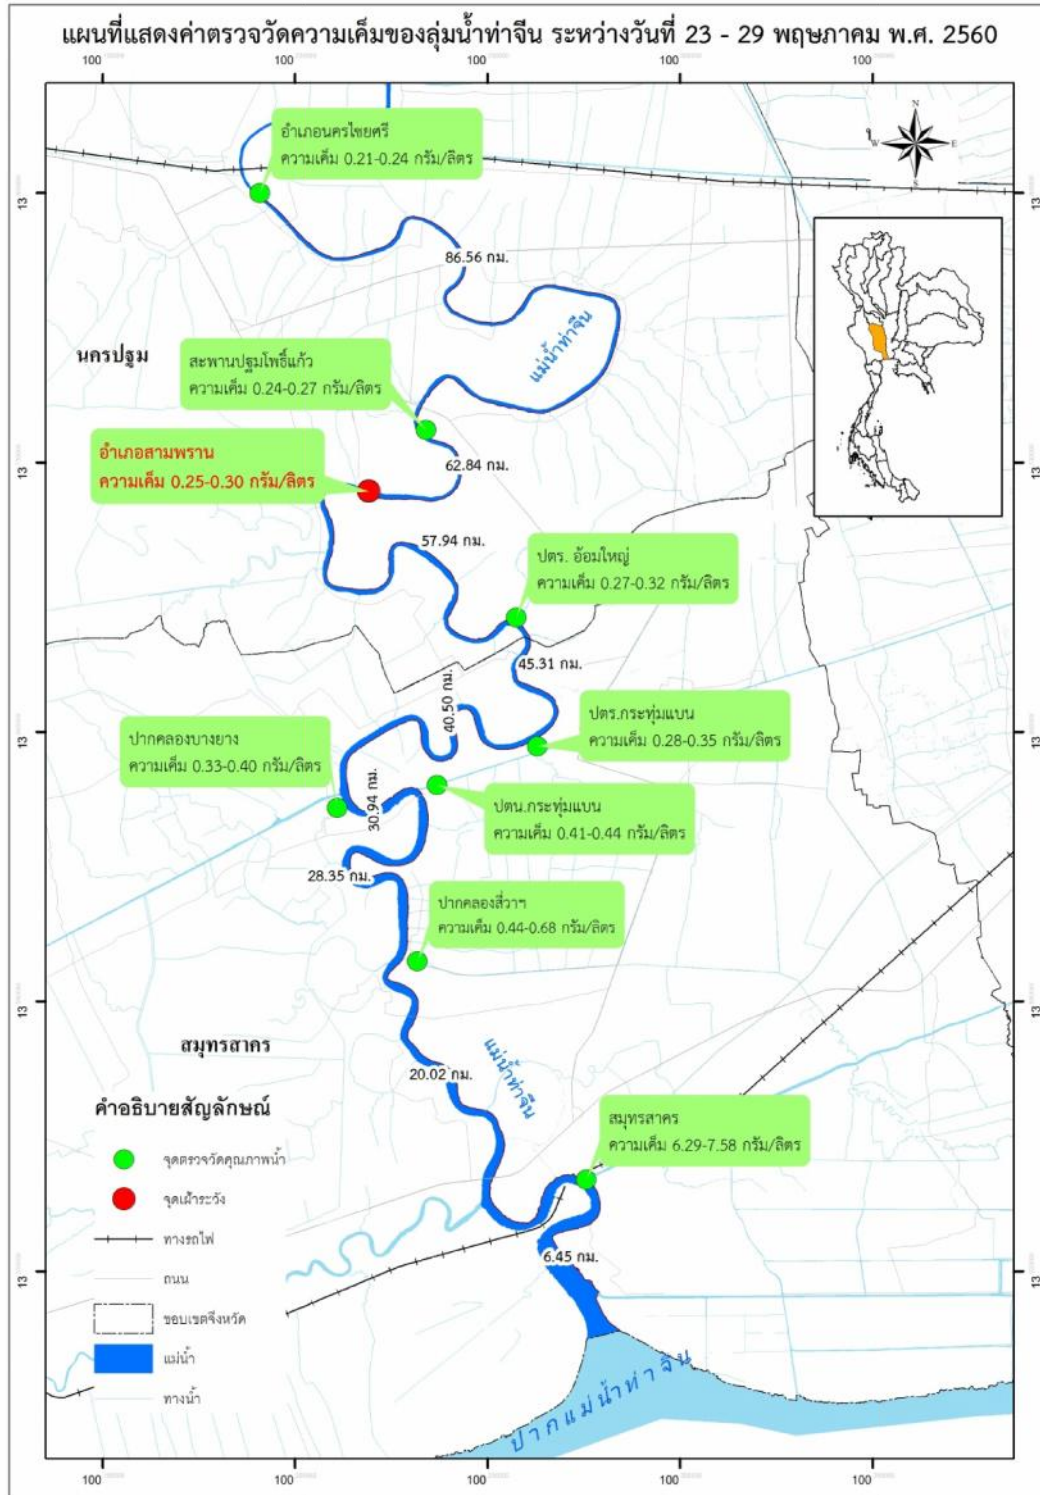 แผนที่แสดงค่าตรวจวัดความเค็มของลุ่มน้ำท่าจีน ระหว่างวันที่ 23 - 29 พฤษภาคม พ.ศ. 2560
100
100
100
100
100
N
W
E
S
อำเภอนครไชยศรี
ความเค็ม 0.21-0.24 กรัม/ลิตร
13
13
86.56 กม.
แม่น้ำท่าจีน
นครปฐม
สะพานปฐมโพธิ์แก้ว
ความเค็ม 0.24-0.27 กรัม/ลิตร
13
13
62.84 กม.
อำเภอสามพราน
ความเค็ม 0.25-0.30 กรัม/ลิตร
57.94 กม.
ปตร. อ้อมใหญ่
ความเค็ม 0.27-0.32 กรัม/ลิตร
45.31 กม.
40.50 กม.
ปตร.กระทุ่มแบน
ความเค็ม 0.28-0.35 กรัม/ลิตร
13
13
ปากคลองบางยาง
ความเค็ม 0.33-0.40 กรัม/ลิตร
30.94 กม.
ปตน.กระทุ่มแบน
ความเค็ม 0.41-0.44 กรัม/ลิตร
28.35 กม.
ปากคลองสี่วาฯ
ความเค็ม 0.44-0.68 กรัม/ลิตร
13
13
สมุทรสาคร
แม่น้ำท่าจีน
20.02 กม.
สมุทรสาคร
ความเค็ม 6.29-7.58 กรัม/ลิตร
13
13
6.45 กม.
ปากแม่น้ำท่าจีน
คำอธิบายสัญลักษณ์
จุดตรวจวัดคุณภาพน้ำ
จุดเฝ้าระวัง
ทางรถไฟ
ถนน
ขอบเขตจังหวัด
แม่น้ำ
ทางน้ำ
100
100
100
100
100